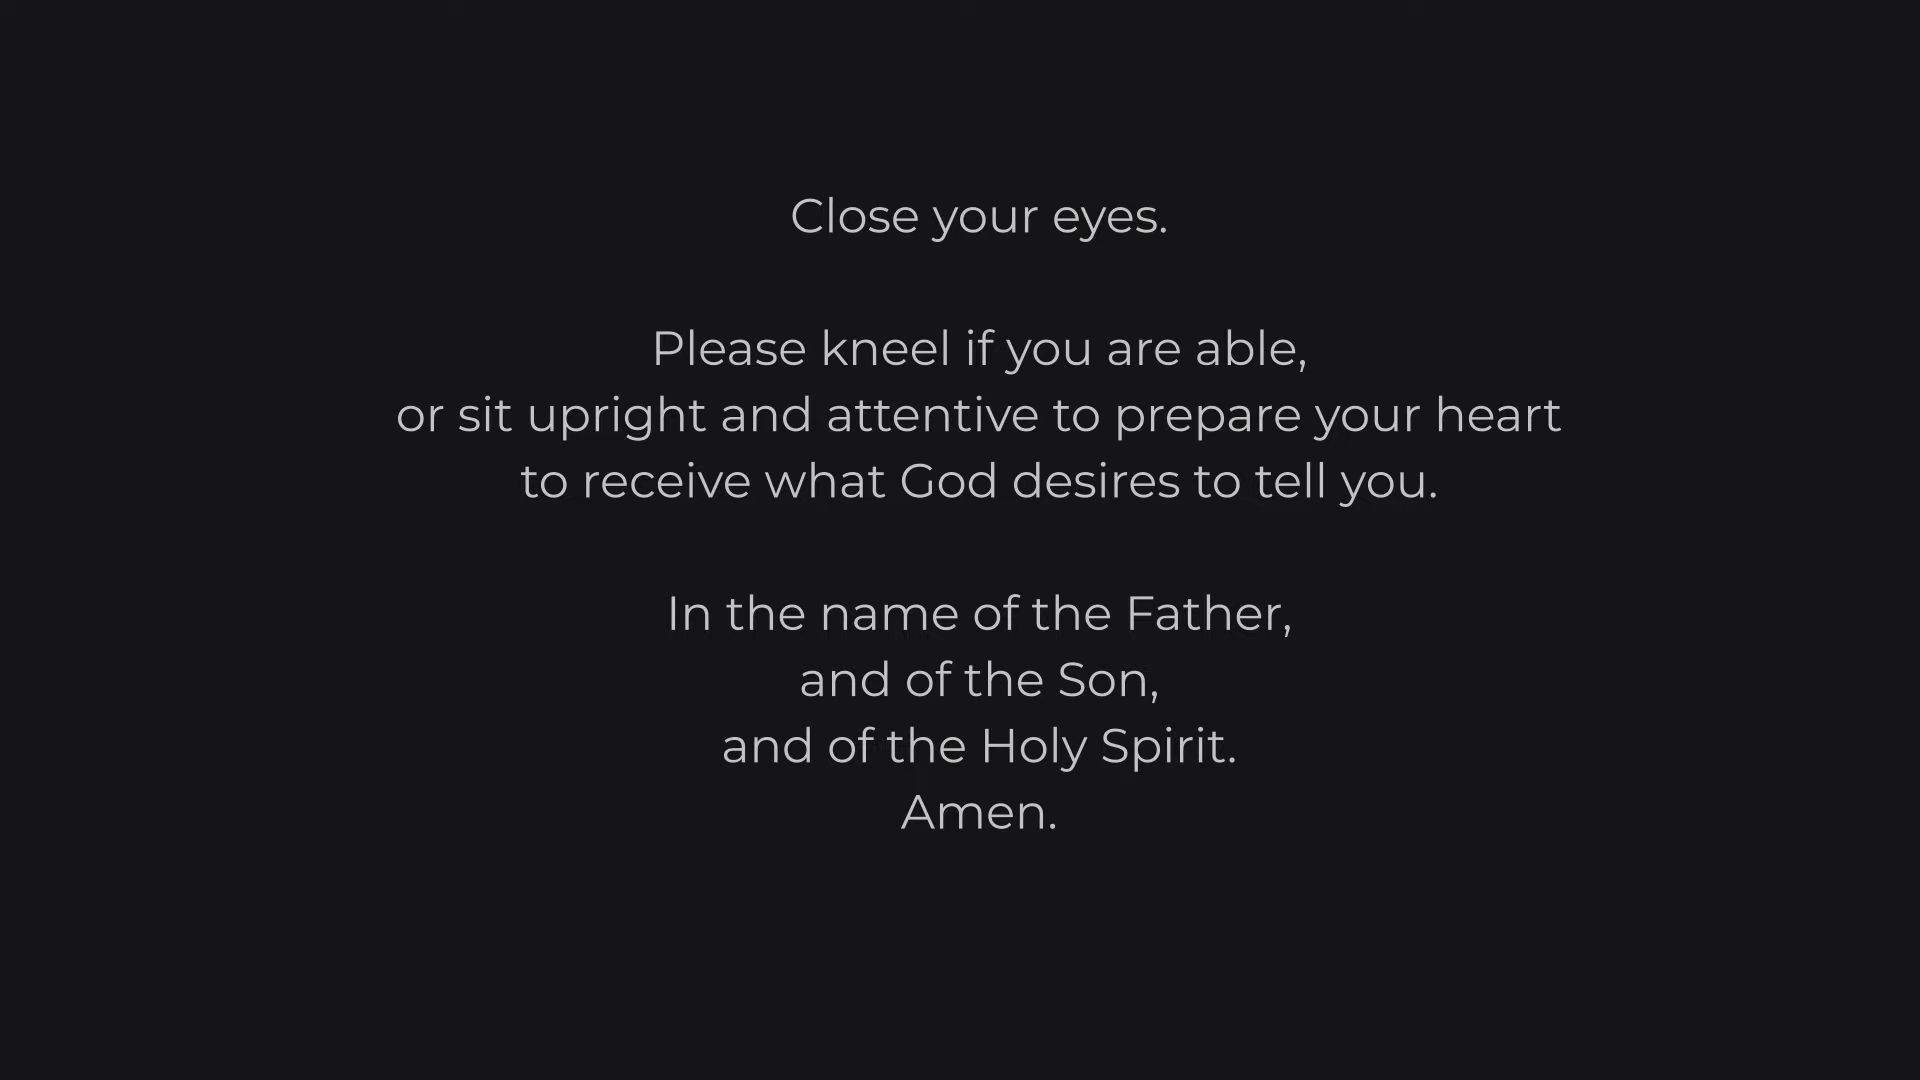 Close your eyes.
Please kneel if you are able,
or sit upright and attentive to prepare your heart
to receive what God desires to tell you.
In the name of the Father,
and of the Son,
and of the Holy Spirit.
Amen.